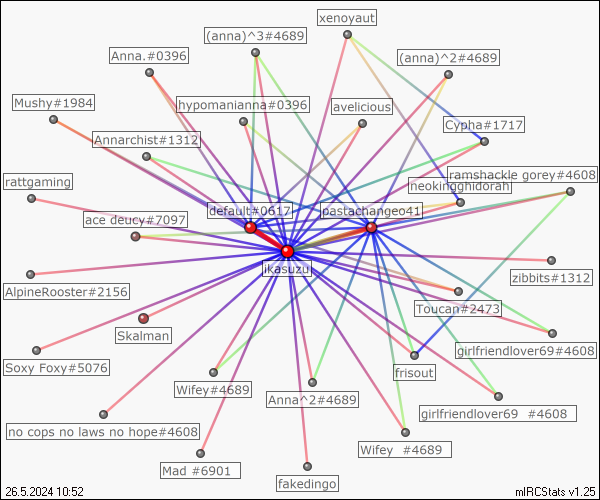 xenoyaut
(anna)^3#4689
Anna.#0396
(anna)^2#4689
Mushy#1984
hypomanianna#0396
avelicious
Annarchist#1312
Cypha#1717
rattgaming
ramshackle gorey#4608
neokingghidorah
default#0617
pastachangeo41
ace deucy#7097
ikasuzu
zibbits#1312
AlpineRooster#2156
Toucan#2473
Skalman
girlfriendlover69#4608
Soxy Foxy#5076
frisout
Wifey#4689
Anna^2#4689
girlfriendlover69 #4608
no cops no laws no hope#4608
Wifey #4689
Mad #6901
fakedingo
26.5.2024 10:52
mIRCStats v1.25